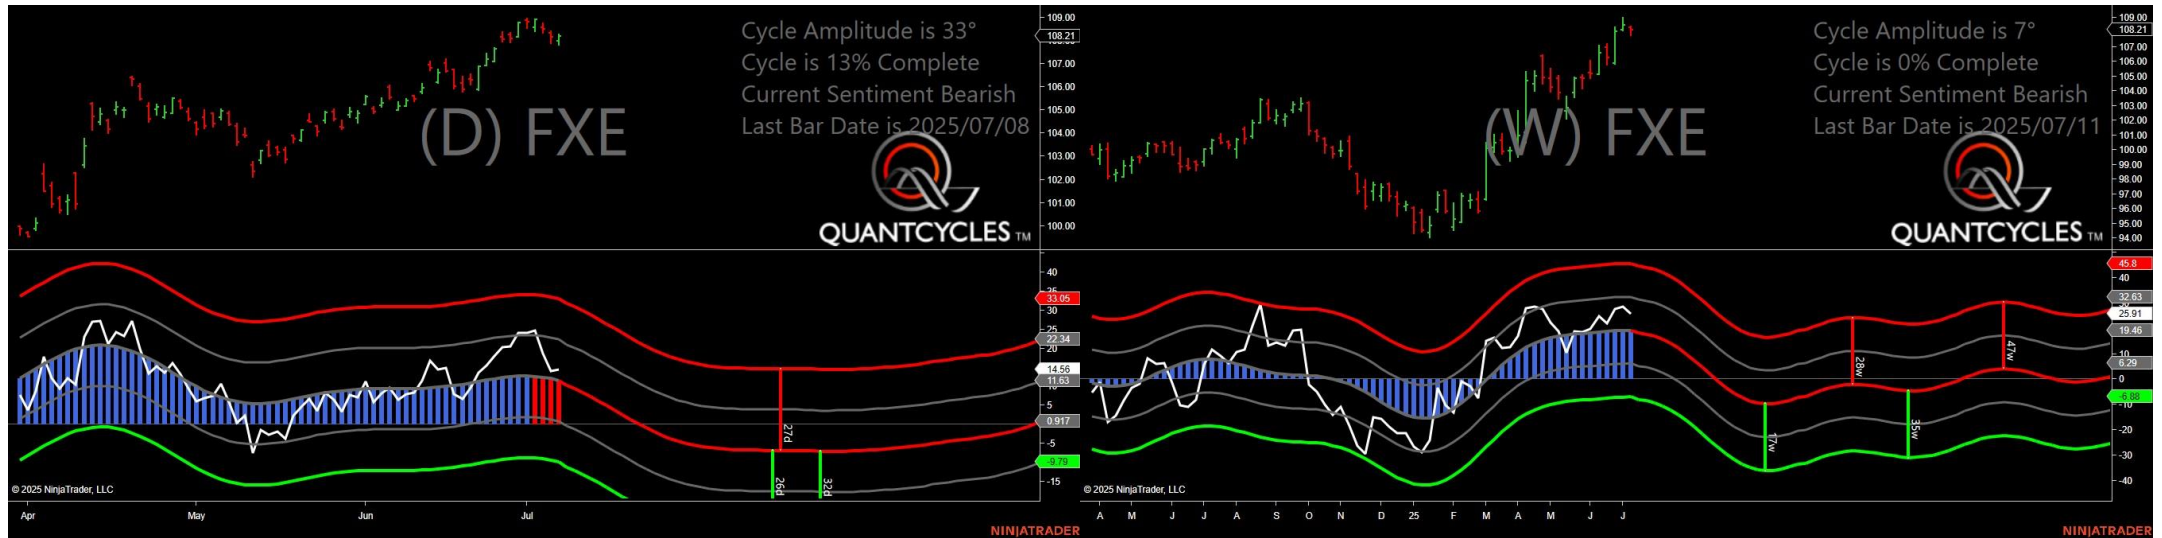 Cycle Amplitude is 33°
Cycle is 13% Complete
Current Sentiment Bearish
Last Bar Date is 2025/07/08
(D) FXE
QUANTCYCLES TM
109.00
108.21
107.00
106.00
105.00
104.00
103.00
102.00
101.00
100.00
40
33.05
30
25
22.34
20
14.56
11.63
5
0.917
-5
-9.79
-15
27d
26d
32d
© 2025 NinjaTrader, LLC
Apr May Jun Jul
NINJATRADER
Cycle Amplitude is 7°
Cycle is 0% Complete
Current Sentiment Bearish
Last Bar Date is 2025/07/11
(W) FXE
QUANTCYCLES TM
109.00
108.21
107.00
106.00
105.00
104.00
103.00
102.00
101.00
100.00
99.00
98.00
97.00
96.00
95.00
94.00
45.8
40
32.63
25.91
19.46
10
6.29
0
-6.88
-10
-20
-30
-40
28w
47w
17w
35w
© 2025 NinjaTrader, LLC
A M J J A S O N D 25 F M A M J J
NINJATRADER